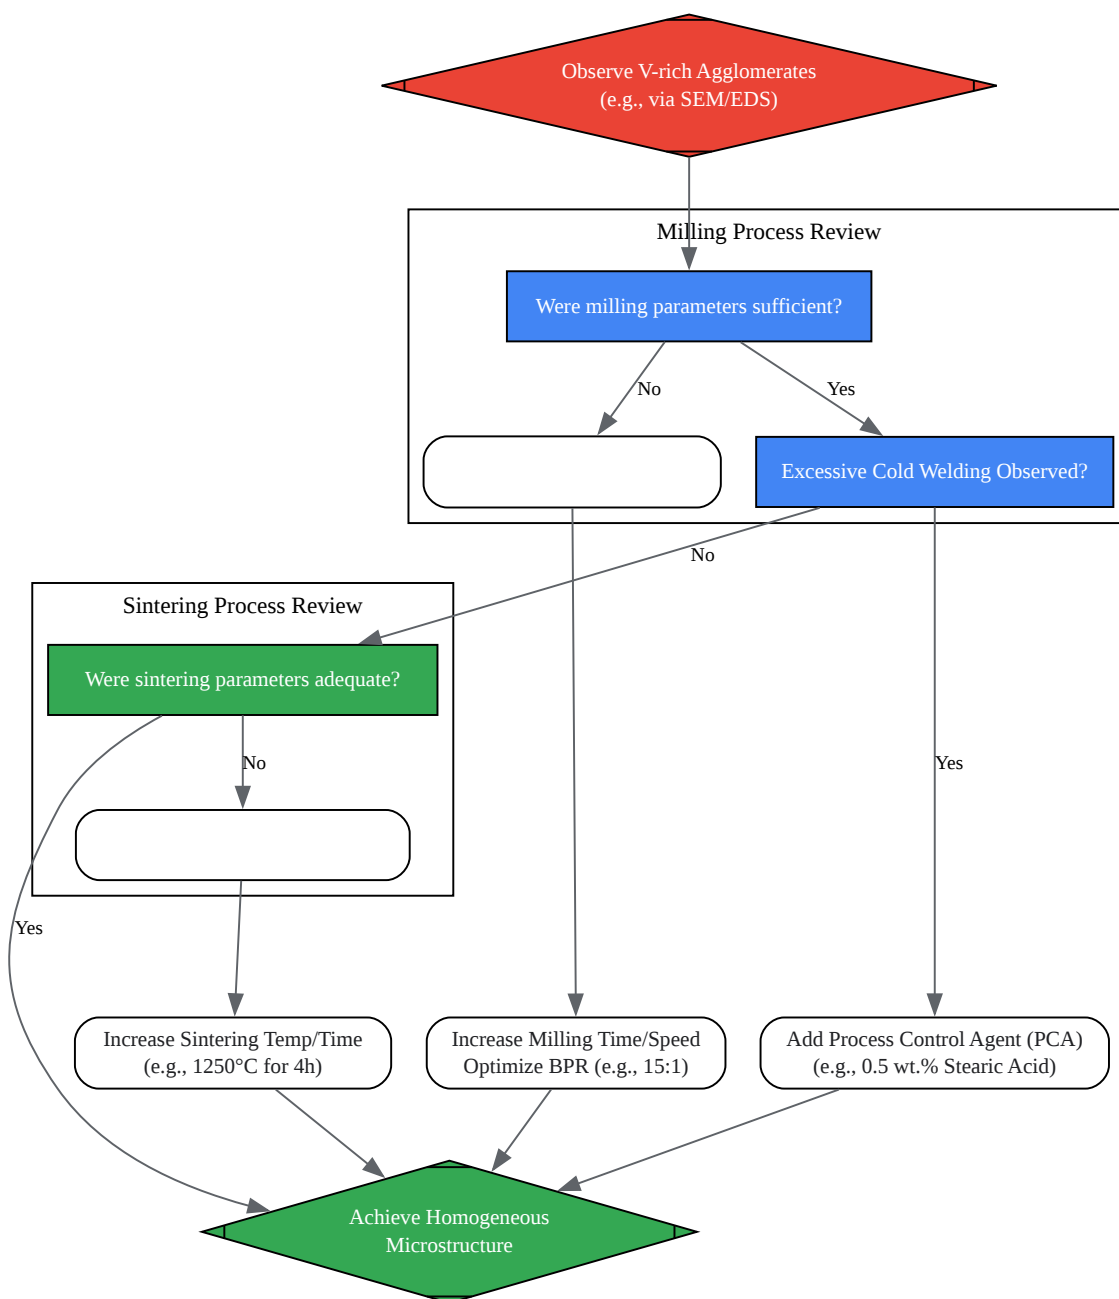 Observe V-rich Agglomerates
(e.g., via SEM/EDS)
Milling Process Review
Were milling parameters sufficient?
No
Yes
Excessive Cold Welding Observed?
No
Sintering Process Review
Were sintering parameters adequate?
No
Yes
Yes
Increase Sintering Temp/Time
(e.g., 1250°C for 4h)
Increase Milling Time/Speed
Optimize BPR (e.g., 15:1)
Add Process Control Agent (PCA)
(e.g., 0.5 wt.% Stearic Acid)
Achieve Homogeneous
Microstructure